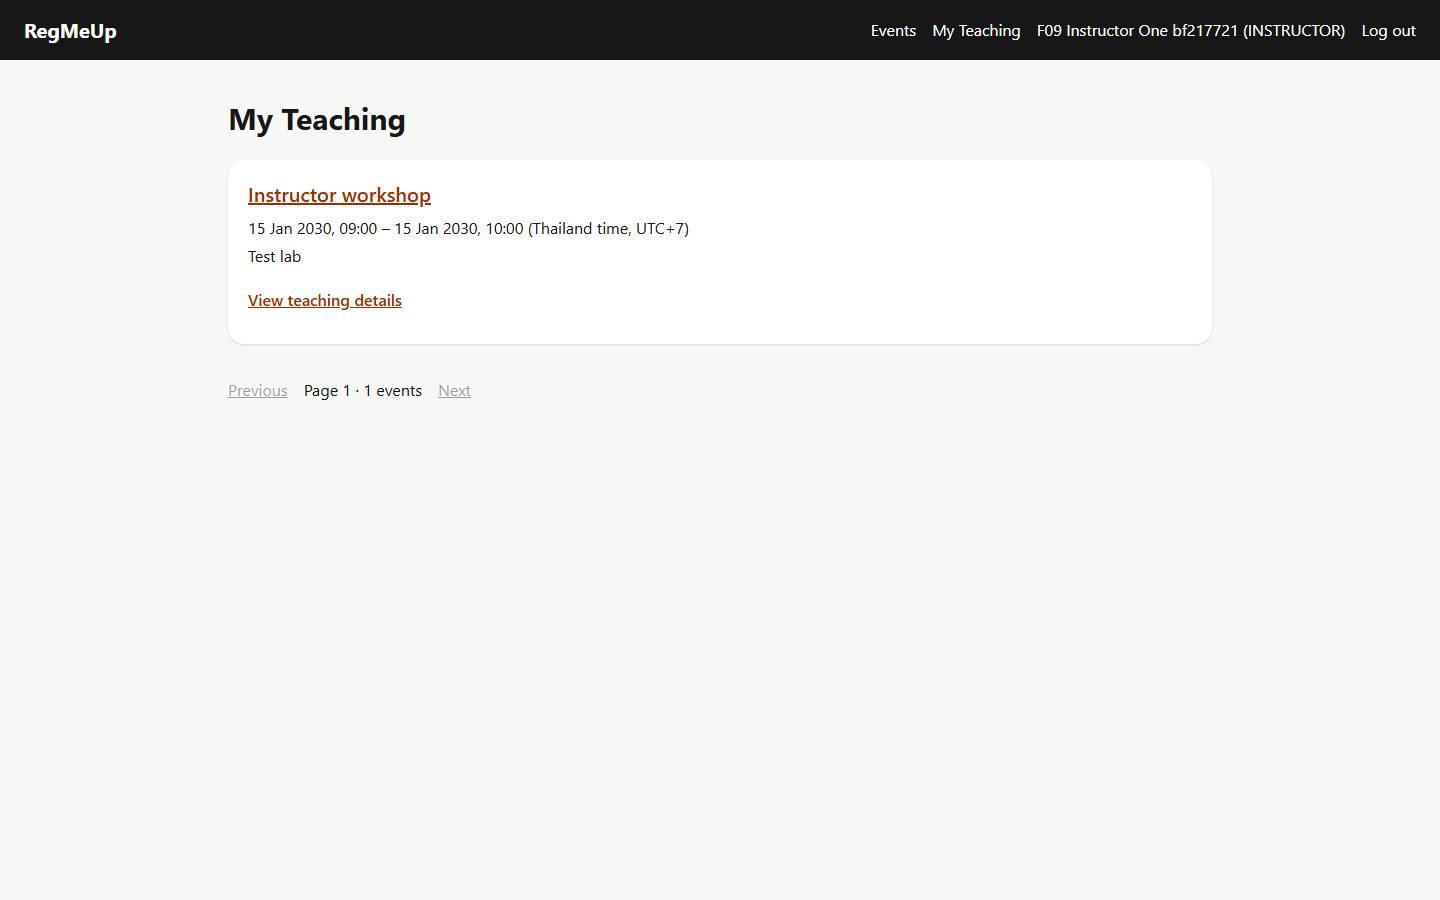 RegMeUp
Events My Teaching F09 Instructor One bf217721 (INSTRUCTOR) Log out
My Teaching
Instructor workshop
15 Jan 2030, 09:00 – 15 Jan 2030, 10:00 (Thailand time, UTC+7)
Test lab
View teaching details
Previous Page 1 · 1 events Next